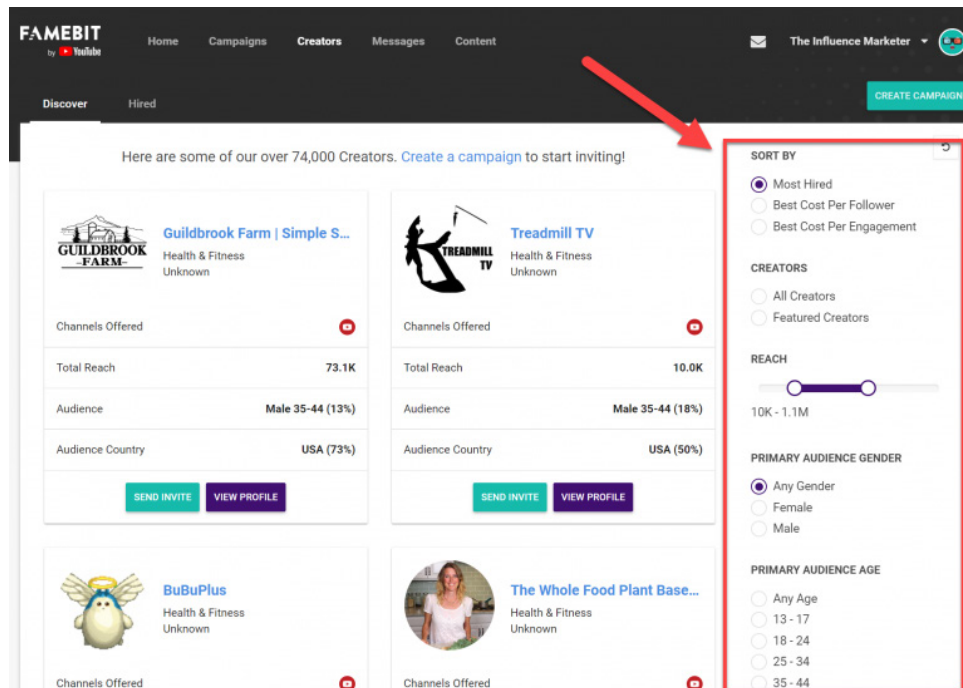 FAMEBIT
by YouTube
Home Campaigns Creators Messages Content
The Influence Marketer
Discover Hired
CREATE CAMPAIGN
Here are some of our over 74,000 Creators. Create a campaign to start inviting!
GUILDBROOK
-FARM-
Guildbrook Farm | Simple S...
Health & Fitness
Unknown
Channels Offered
Total Reach 73.1K
Audience Male 35-44 (13%)
Audience Country USA (73%)
SEND INVITE VIEW PROFILE
TREADMILL
TV
Treadmill TV
Health & Fitness
Unknown
Channels Offered
Total Reach 10.0K
Audience Male 35-44 (18%)
Audience Country USA (50%)
SEND INVITE VIEW PROFILE
BuBuPlus
Health & Fitness
Unknown
Channels Offered
The Whole Food Plant Base...
Health & Fitness
Unknown
Channels Offered
SORT BY
Most Hired
Best Cost Per Follower
Best Cost Per Engagement
CREATORS
All Creators
Featured Creators
REACH
10K - 1.1M
PRIMARY AUDIENCE GENDER
Any Gender
Female
Male
PRIMARY AUDIENCE AGE
Any Age
13 - 17
18 - 24
25 - 34
35 - 44